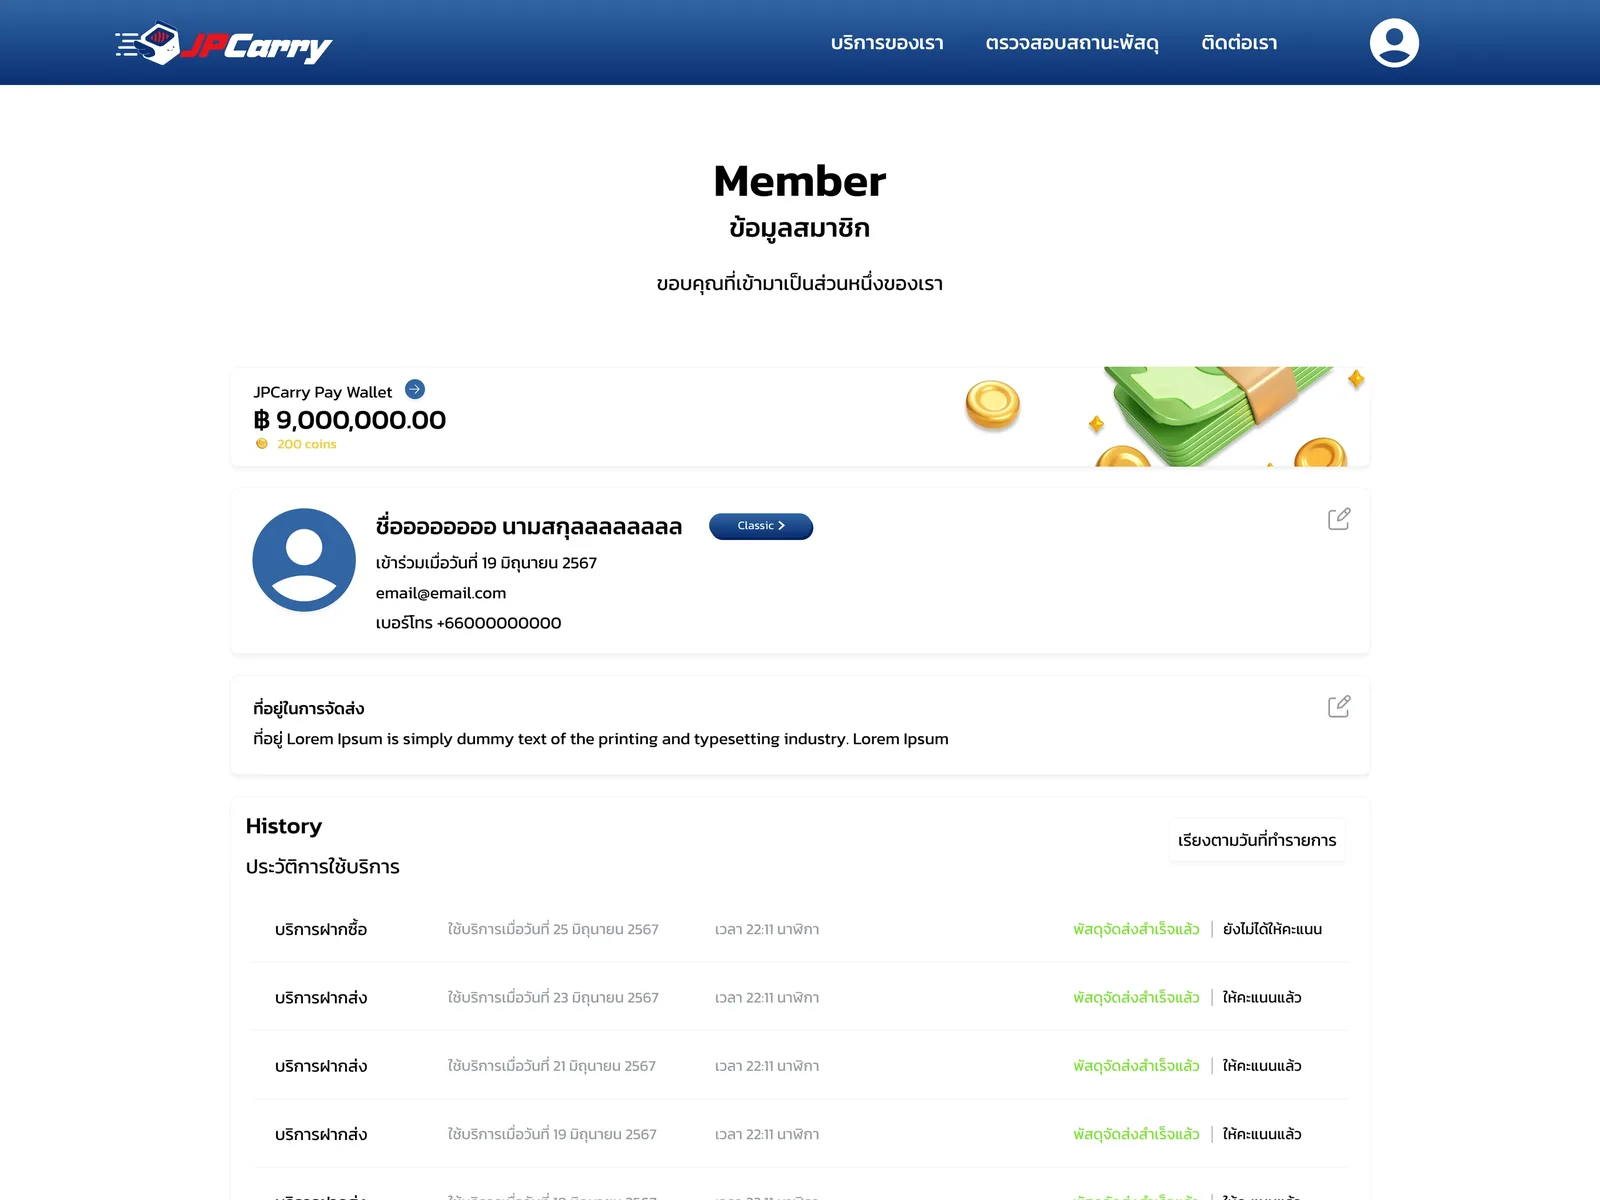 JPCarry
บริการของเรา
ตรวจสอบสถานะพัสดุ
ติดต่อเรา
Member
ข้อมูลสมาชิก
ขอบคุณที่เข้ามาเป็นส่วนหนึ่งของเรา
JPCarry Pay Wallet
฿ 9,000,000.00
200 coins
ชื่ออออออออ นามสกุลลลลลลลล
Classic
เข้าร่วมเมื่อวันที่ 19 มิถุนายน 2567
email@email.com
เบอร์โทร +66000000000
ที่อยู่ในการจัดส่ง
ที่อยู่ Lorem Ipsum is simply dummy text of the printing and typesetting industry. Lorem Ipsum
History
เรียงตามวันที่ทำรายการ
ประวัติการใช้บริการ
บริการฝากซื้อ ใช้บริการเมื่อวันที่ 25 มิถุนายน 2567 เวลา 22:11 นาฬิกา พัสดุจัดส่งสำเร็จแล้ว ยังไม่ได้ให้คะแนน
บริการฝากส่ง ใช้บริการเมื่อวันที่ 23 มิถุนายน 2567 เวลา 22:11 นาฬิกา พัสดุจัดส่งสำเร็จแล้ว ให้คะแนนแล้ว
บริการฝากส่ง ใช้บริการเมื่อวันที่ 21 มิถุนายน 2567 เวลา 22:11 นาฬิกา พัสดุจัดส่งสำเร็จแล้ว ให้คะแนนแล้ว
บริการฝากส่ง ใช้บริการเมื่อวันที่ 19 มิถุนายน 2567 เวลา 22:11 นาฬิกา พัสดุจัดส่งสำเร็จแล้ว ให้คะแนนแล้ว